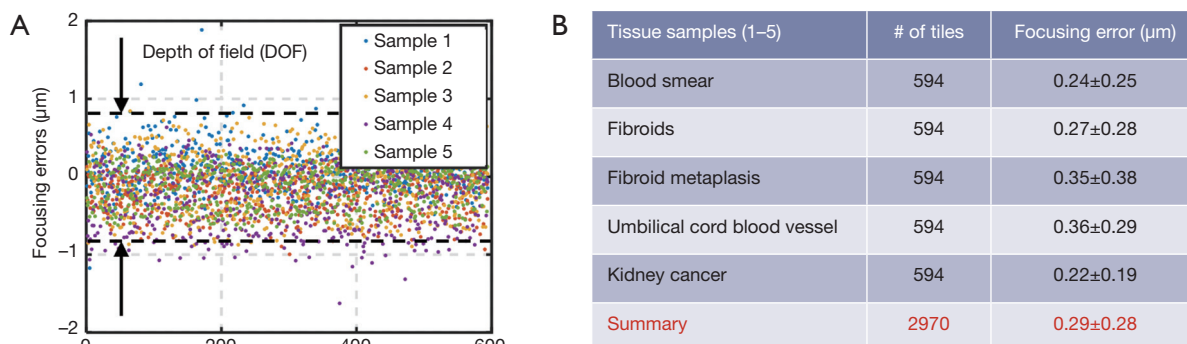 A
Focusing errors (µm)
2
1
0
−1
−2
0
200
400
600
Depth of field (DOF)
Sample 1
Sample 2
Sample 3
Sample 4
Sample 5
B
Tissue samples (1–5) # of tiles Focusing error (µm)
Blood smear 594 0.24±0.25
Fibroids 594 0.27±0.28
Fibroid metaplasis 594 0.35±0.38
Umbilical cord blood vessel 594 0.36±0.29
Kidney cancer 594 0.22±0.19
Summary 2970 0.29±0.28